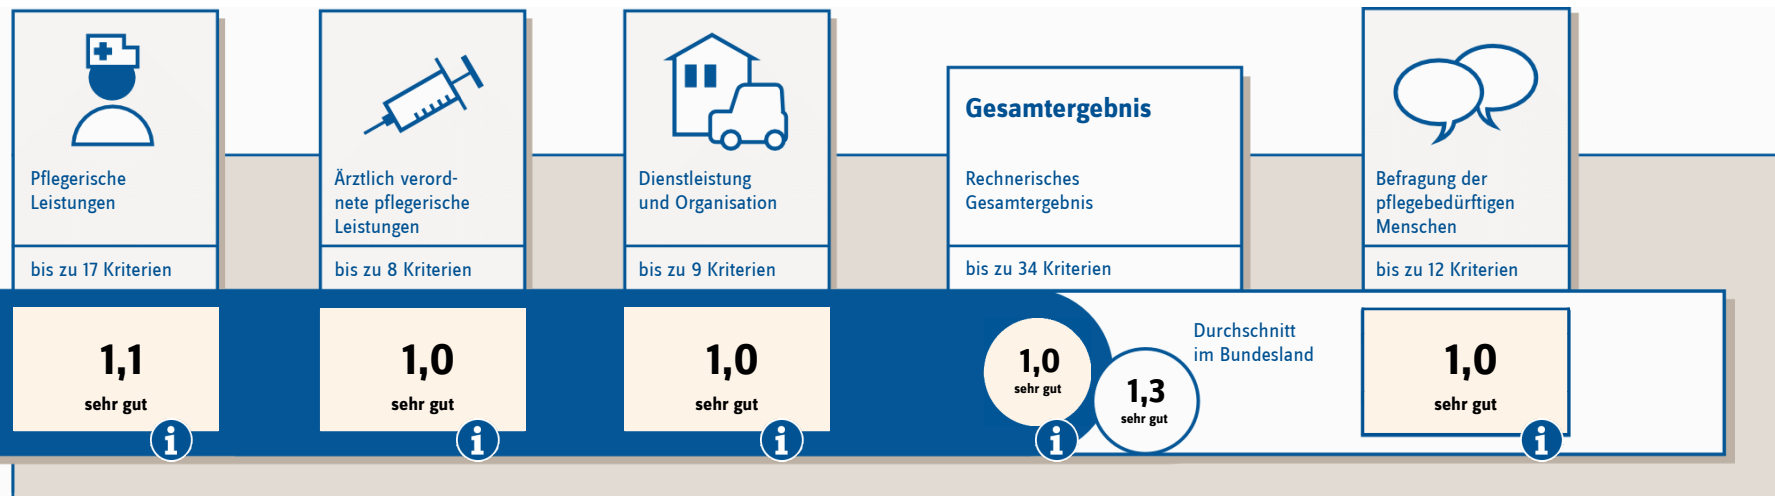 Pflegerische
Leistungen
bis zu 17 Kriterien
1,1
sehr gut
i
Ärztlich verord-
nete pflegerische
Leistungen
bis zu 8 Kriterien
1,0
sehr gut
i
Dienstleistung
und Organisation
bis zu 9 Kriterien
1,0
sehr gut
i
Gesamtergebnis
Rechnerisches
Gesamtergebnis
bis zu 34 Kriterien
1,0
sehr gut
i
1,3
sehr gut
Durchschnitt
im Bundesland
Befragung der
pflegebedürftigen
Menschen
bis zu 12 Kriterien
1,0
sehr gut
i